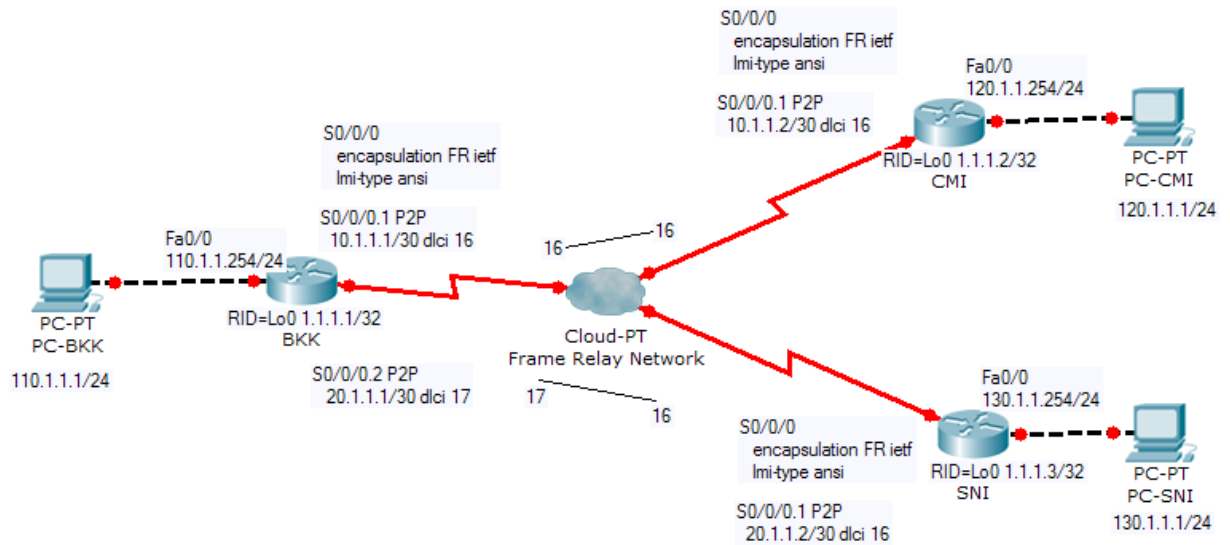 S0/0/0
encapsulation FR ietf
lmi-type ansi
S0/0/0.1 P2P
10.1.1.2/30 dlci 16
Fa0/0
120.1.1.254/24
RID=Lo0 1.1.1.2/32
CMI
PC-PT
PC-CMI
120.1.1.1/24
S0/0/0
encapsulation FR ietf
lmi-type ansi
S0/0/0.1 P2P
10.1.1.1/30 dlci 16
Fa0/0
110.1.1.254/24
PC-PT
PC-BKK
110.1.1.1/24
RID=Lo0 1.1.1.1/32
BKK
S0/0/0.2 P2P
20.1.1.1/30 dlci 17
16
16
Cloud-PT
Frame Relay Network
17
16
S0/0/0
encapsulation FR ietf
lmi-type ansi
S0/0/0.1 P2P
20.1.1.2/30 dlci 16
Fa0/0
130.1.1.254/24
RID=Lo0 1.1.1.3/32
SNI
PC-PT
PC-SNI
130.1.1.1/24